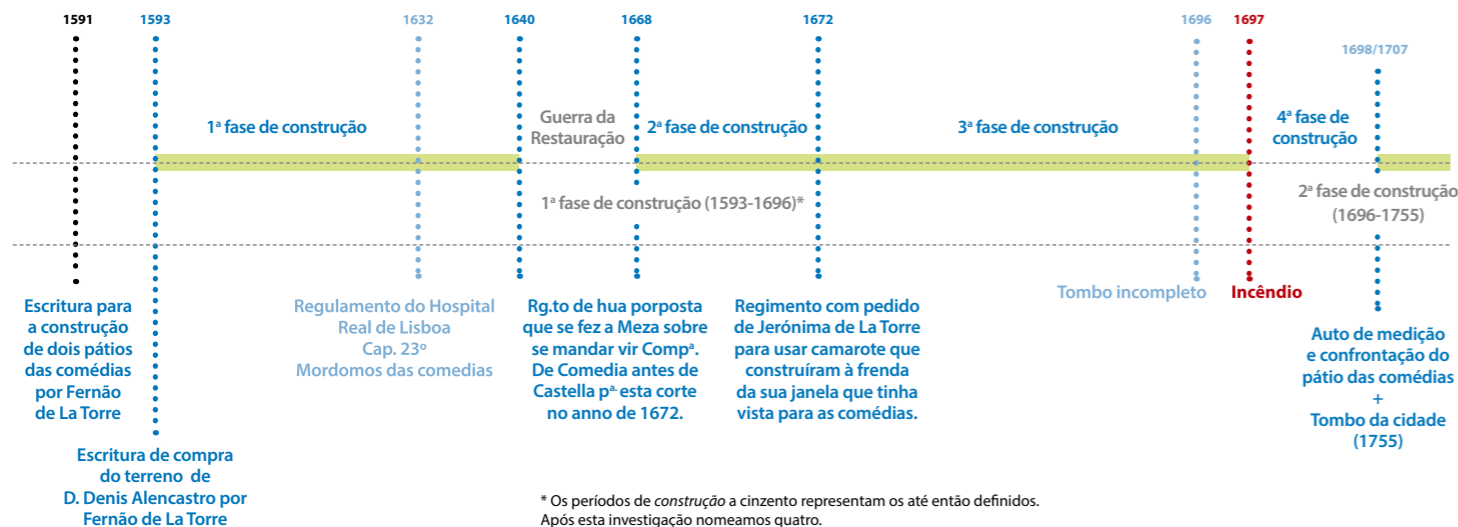 1591
1593
1632
1640
1668
1672
1696
1697
1698/1707
1ª fase de construção
Guerra da
Restauração
2ª fase de construção
3ª fase de construção
4ª fase de
construção
1ª fase de construção (1593-1696)*
2ª fase de construção
(1696-1755)
Escritura para
a construção
de dois pátios
das comédias
por Fernão
de La Torre
Escritura de compra
do terreno de
D. Denis Alencastro por
Fernão de La Torre
Regulamento do Hospital
Real de Lisboa
Cap. 23º
Mordomos das comedias
Rg.to de hua porposta
que se fez a Meza sobre
se mandar vir Compª.
De Comedia antes de
Castella pª· esta corte
no anno de 1672.
Regimento com pedido
de Jerónima de La Torre
para usar camarote que
construíram à frenda
da sua janela que tinha
vista para as comédias.
Tombo incompleto
Incêndio
Auto de medição
e confrontação do
pátio das comédias
+
Tombo da cidade
(1755)
* Os períodos de construção a cinzento representam os até então definidos.
Após esta investigação nomeamos quatro.